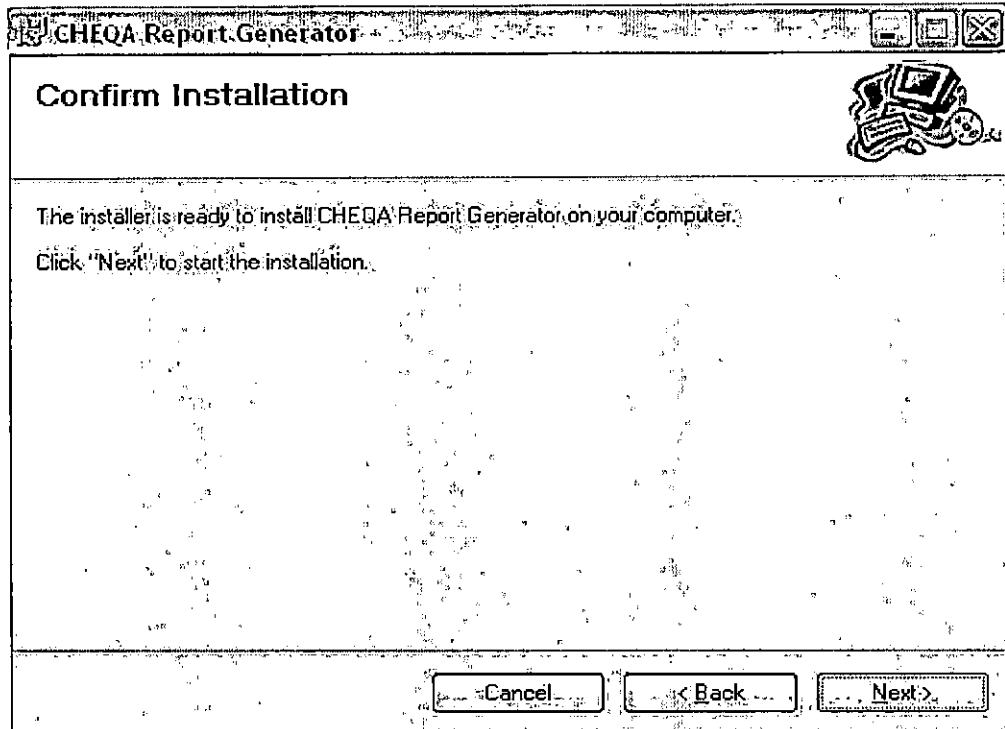 CHEQA Report Generator
Confirm Installation
The installer is ready to install CHEQA Report Generator on your computer.
Click "Next" to start the installation.
Cancel
< Back
Next >